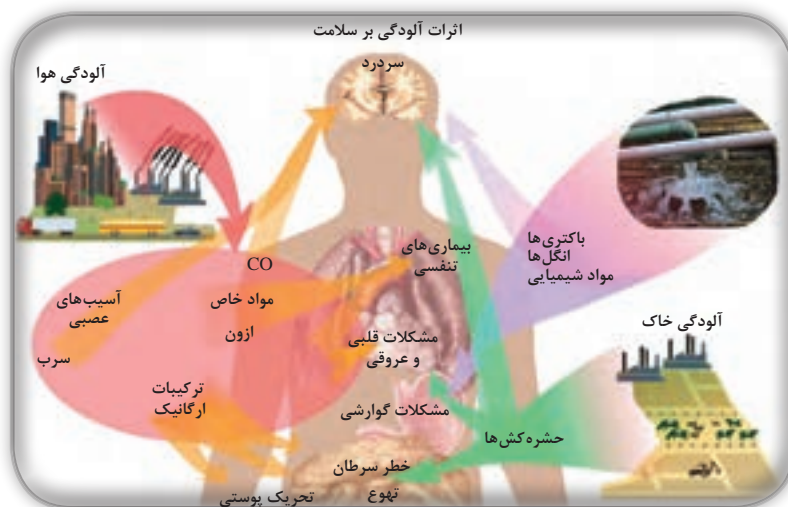 اثرات آلودگی بر سلامت
سردرد
آلودگی هوا
باکتری‌ها
انگل‌ها
مواد شیمیایی
بیماری‌های
تنفسی
CO
مواد خاص
ازون
آسیب‌های
عصبی
سرب
آلودگی خاک
مشکلات قلبی
و عروقی
ترکیبات
ارگانیک
مشکلات گوارشی
حشره‌کش‌ها
خطر سرطان
تهوع
تحریک پوستی